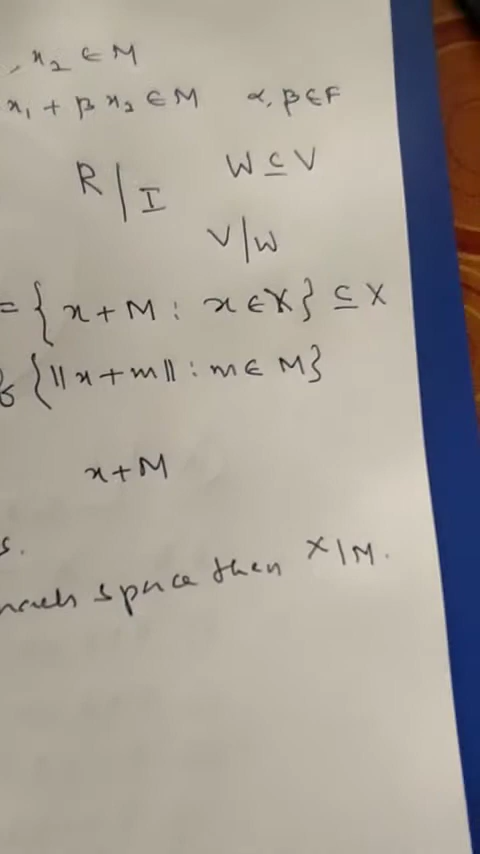 , x₂ ∈ M
x₁ + β x₂ ∈ M α, β ∈ F
R/I W ⊆ V
V/W
= { x + M : x ∈ X } ⊆ X
{ ||x + m|| : m ∈ M }
x + M
s.
space then X/M.